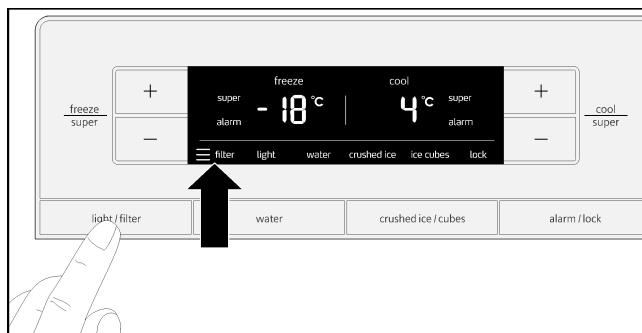 freeze
cool
super
-18°C
4°C
super
alarm
alarm
filter light water crushed ice ice cubes lock
freeze
super
+
−
+
−
cool
super
light / filter
water
crushed ice / cubes
alarm / lock